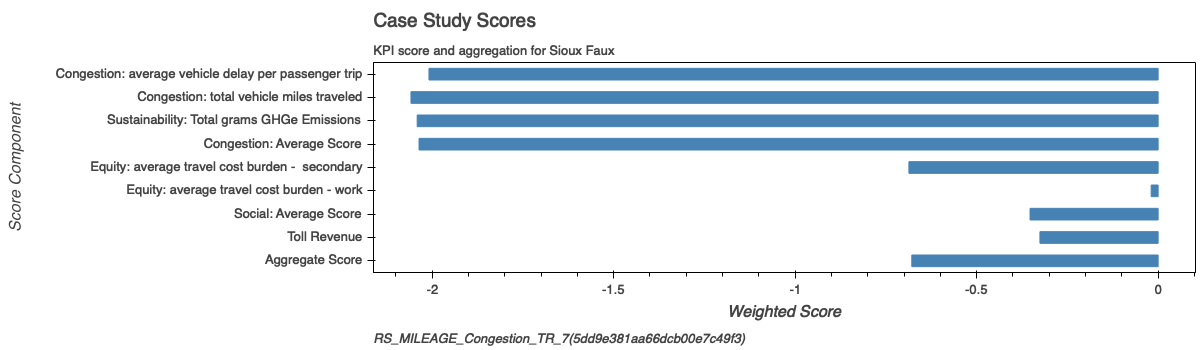 Case Study Scores
KPI score and aggregation for Sioux Faux
Score Component
Congestion: average vehicle delay per passenger trip
Congestion: total vehicle miles traveled
Sustainability: Total grams GHGe Emissions
Congestion: Average Score
Equity: average travel cost burden -  secondary
Equity: average travel cost burden - work
Social: Average Score
Toll Revenue
Aggregate Score
-2 -1.5 -1 -0.5 0
Weighted Score
RS_MILEAGE_Congestion_TR_7(5dd9e381aa66dcb00e7c49f3)